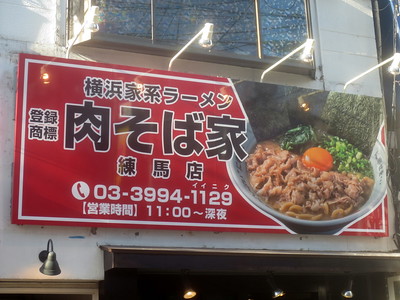 横浜家系ラーメン
登録商標
肉そば家
練馬店
イイニク
03-3994-1129
【営業時間】11:00〜深夜